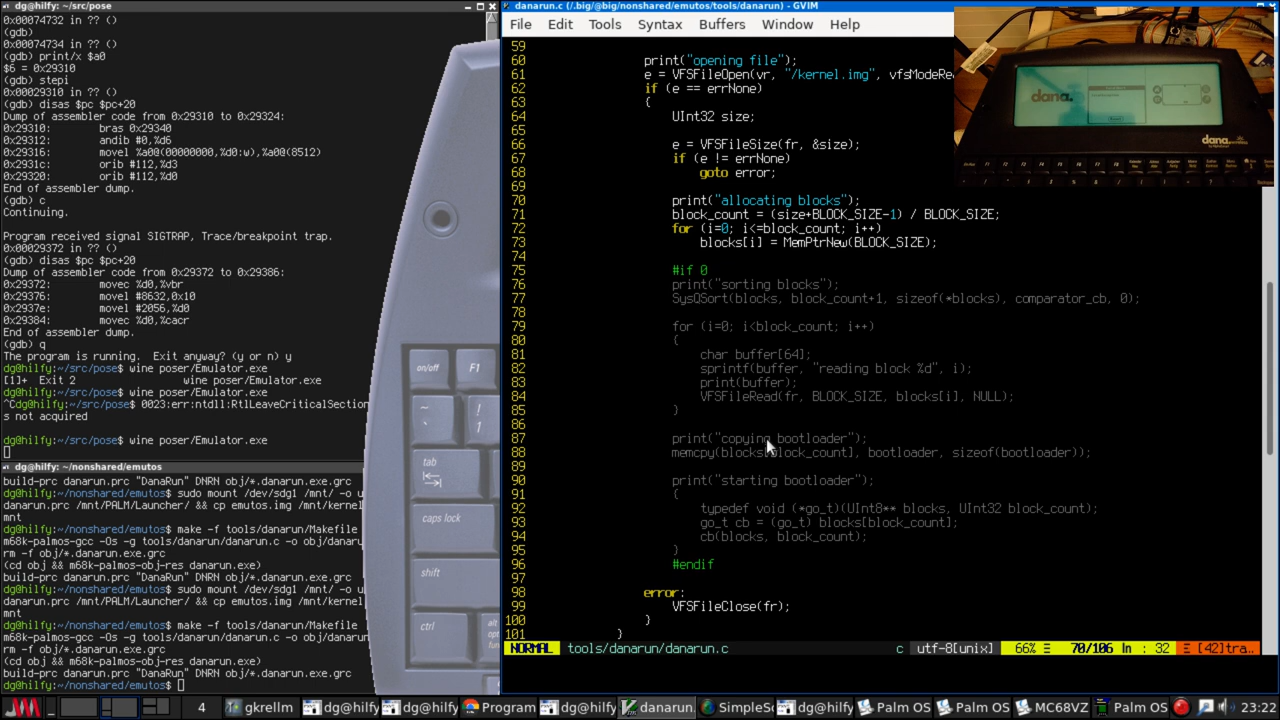 dg@hilfy: ~/src/pose
0x00074732 in ?? ()
(gdb)
0x00074734 in ?? ()
(gdb) print/x $a0
$6 = 0x29310
(gdb) stepi
0x00029310 in ?? ()
(gdb) disas $pc $pc+20
Dump of assembler code from 0x29310 to 0x29324:
0x29310: bras 0x29340
0x29312: andib #0,%d6
0x29316: movel %a0@(00000000,%d0:w),%a0@(8512)
0x2931c: orib #112,%d3
0x29320: orib #112,%d0
End of assembler dump.
(gdb) c
Continuing.
Program received signal SIGTRAP, Trace/breakpoint trap.
0x00029372 in ?? ()
(gdb) disas $pc $pc+20
Dump of assembler code from 0x29372 to 0x29386:
0x29372: movec %d0,%vbr
0x29376: movel #8632,0x10
0x2937e: movel #2056,%d0
0x29384: movec %d0,%cacr
End of assembler dump.
(gdb) q
The program is running.  Exit anyway? (y or n) y
dg@hilfy:~/src/pose$ wine poser/Emulator.exe
[1]+  Exit 2 wine poser/Emulator.exe
dg@hilfy:~/src/pose$ wine poser/Emulator.exe
fCdg@hilfy:~/src/pose$ 0023:err:ntdll:RtlLeaveCriticalSection
s not acquired
dg@hilfy:~/src/pose$ wine poser/Emulator.exe
dg@hilfy: ~/nonshared/emutos
build-prc danarun.prc "DanaRun" DNRN obj/*.danarun.exe.grc
dg@hilfy:~/nonshared/emutos$ sudo mount /dev/sdg1 /mnt/ -o u
danarun.prc /mnt/PALM/Launcher/ && cp emutos.img /mnt/kernel
mnt
dg@hilfy:~/nonshared/emutos$ make -f tools/danarun/Makefile
m68k-palmos-gcc -Os -g tools/danarun/danarun.c -o obj/danaru
rm -f obj/*.danarun.exe.grc
(cd obj && m68k-palmos-obj-res danarun.exe)
build-prc danarun.prc "DanaRun" DNRN obj/*.danarun.exe.grc
dg@hilfy:~/nonshared/emutos$ sudo mount /dev/sdg1 /mnt/ -o u
danarun.prc /mnt/PALM/Launcher/ && cp emutos.img /mnt/kernel
mnt
dg@hilfy:~/nonshared/emutos$ make -f tools/danarun/Makefile
m68k-palmos-gcc -Os -g tools/danarun/danarun.c -o obj/danaru
rm -f obj/*.danarun.exe.grc
(cd obj && m68k-palmos-obj-res danarun.exe)
build-prc danarun.prc "DanaRun" DNRN obj/*.danarun.exe.grc
dg@hilfy:~/nonshared/emutos$
on/off F1
~ !
` 1
tab
caps lock
shift
ctrl alt
danarun.c (/.big/@big/nonshared/emutos/tools/danarun) - GVIM
File Edit Tools Syntax Buffers Window Help
59
60 print("opening file");
61 e = VFSFileOpen(vr, "/kernel.img", vfsModeRe
62 if (e == errNone)
63 {
64 UInt32 size;
65
66 e = VFSFileSize(fr, &size);
67 if (e != errNone)
68 goto error;
69
70 print("allocating blocks");
71 block_count = (size+BLOCK_SIZE-1) / BLOCK_SIZE;
72 for (i=0; i<=block_count; i++)
73 blocks[i] = MemPtrNew(BLOCK_SIZE);
74
75 #if 0
76 print("sorting blocks");
77 SysQSort(blocks, block_count+1, sizeof(*blocks), comparator_cb, 0);
78
79 for (i=0; i<block_count; i++)
80 {
81 char buffer[64];
82 sprintf(buffer, "reading block %d", i);
83 print(buffer);
84 VFSFileRead(fr, BLOCK_SIZE, blocks[i], NULL);
85 }
86
87 print("copying bootloader");
88 memcpy(blocks[block_count], bootloader, sizeof(bootloader));
89
90 print("starting bootloader");
91 {
92 typedef void (*go_t)(UInt8** blocks, UInt32 block_count);
93 go_t cb = (go_t) blocks[block_count];
94 cb(blocks, block_count);
95 }
96 #endif
97
98 error:
99 VFSFileClose(fr);
100 }
101 }
NORMAL tools/danarun/danarun.c c utf-8[unix] 66% 70/106 ln : 32 [42]tra..
dana.
dana.
4 gkrellm dg@hilfy dg@hilfy Program dg@hilfy danarun. SimpleSe dg@hilfy Palm OS Palm OS MC68VZ Palm OS 23:22